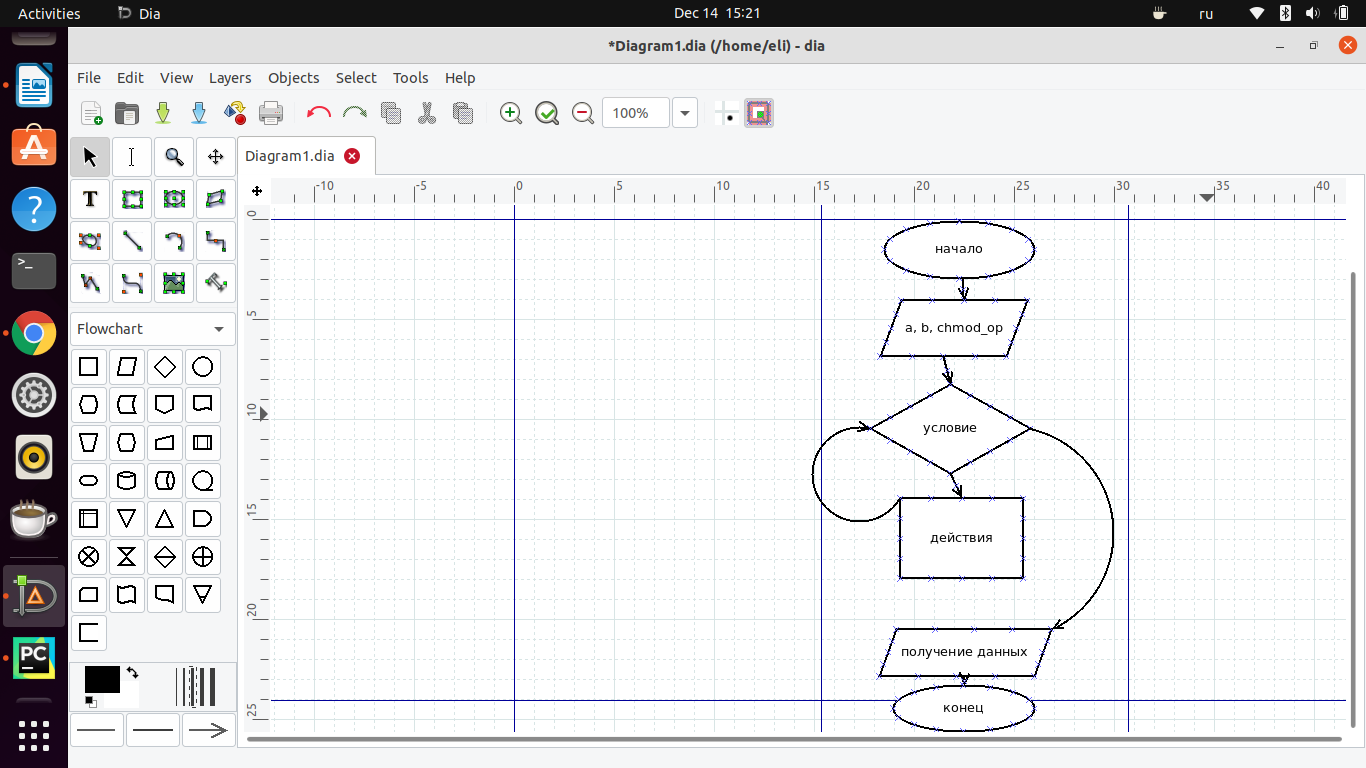 Activities Dia Dec 14 15:21 ru
*Diagram1.dia (/home/eli) - dia
File Edit View Layers Objects Select Tools Help
100%
Diagram1.dia
-10 -5 0 5 10 15 20 25 30 35 40
0
начало
T
5
a, b, chmod_op
Flowchart
10
условие
15
действия
20
получение данных
PC
25
конец